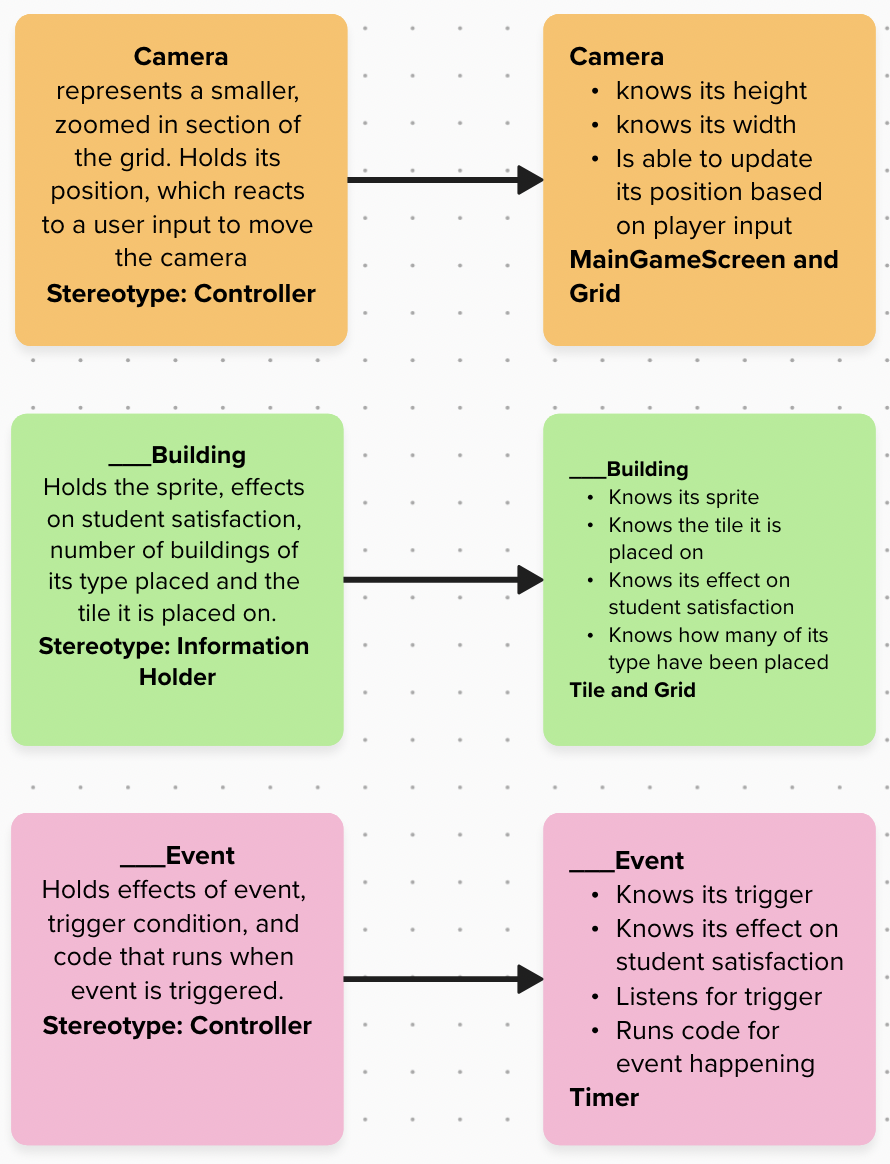 Camera
represents a smaller,
zoomed in section of
the grid. Holds its
position, which reacts
to a user input to move
the camera
Stereotype: Controller
Camera
• knows its height
• knows its width
• Is able to update
its position based
on player input
MainGameScreen and
Grid
___Building
Holds the sprite, effects
on student satisfaction,
number of buildings of
its type placed and the
tile it is placed on.
Stereotype: Information
Holder
___Building
• Knows its sprite
• Knows the tile it is
placed on
• Knows its effect on
student satisfaction
• Knows how many of its
type have been placed
Tile and Grid
___Event
Holds effects of event,
trigger condition, and
code that runs when
event is triggered.
Stereotype: Controller
___Event
• Knows its trigger
• Knows its effect on
student satisfaction
• Listens for trigger
• Runs code for
event happening
Timer